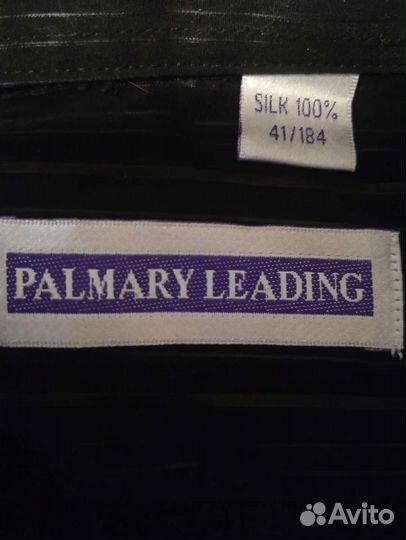 SILK 100%
41/184
PALMARY LEADING
Avito